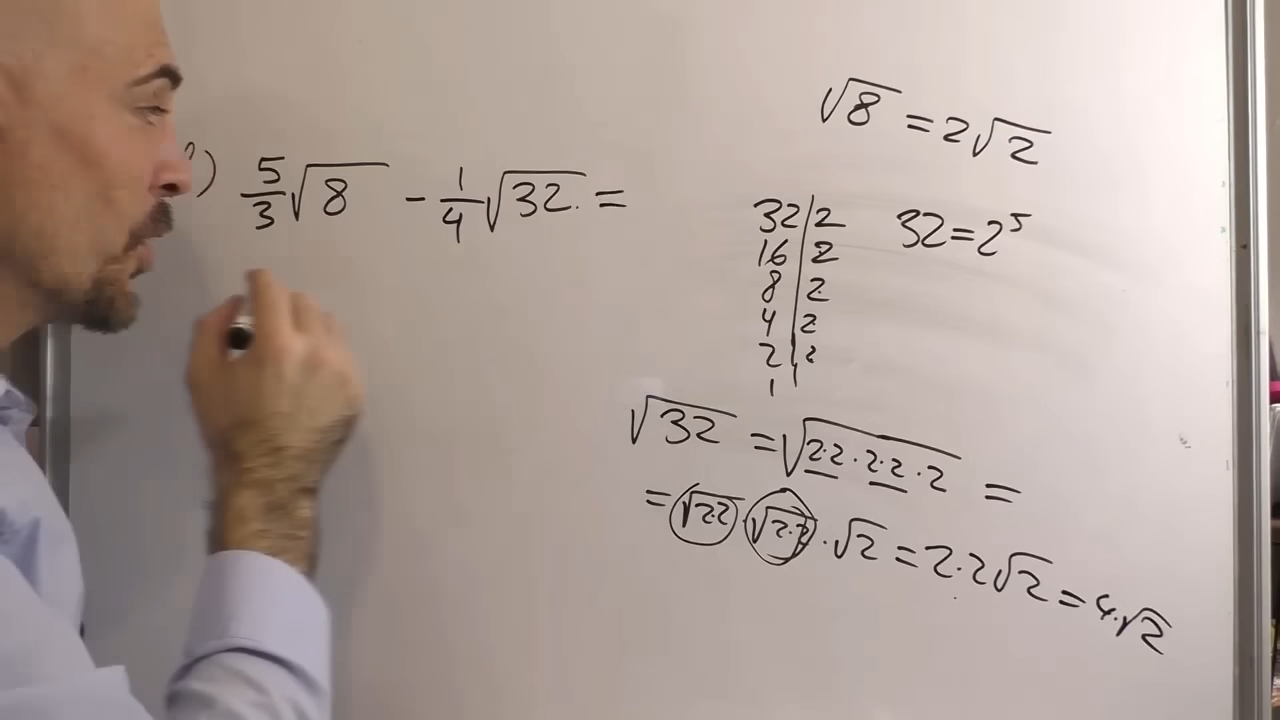 ) 5/3√8 - 1/4√32 =
√8 = 2√2
32|2
16|2
8|2
4|2
2|2
1|
32=2⁵
√32 = √2·2·2·2·2 =
= √2·2 · √2·2 · √2 = 2·2√2 = 4·√2